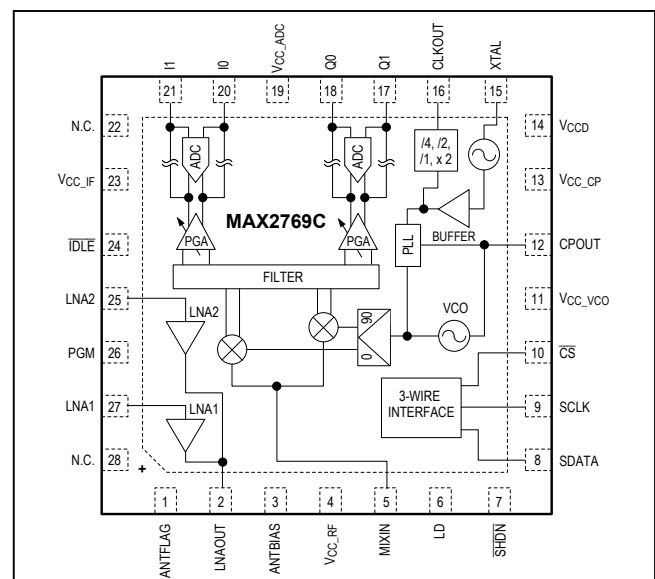 I1
I0
VCC_ADC
Q0
Q1
CLKOUT
XTAL
21
20
19
18
17
16
15
N.C.
22
14
VCCD
ADC
ADC
/4, /2,
/1, x 2
VCC_IF
23
13
VCC_CP
MAX2769C
PGA
PGA
BUFFER
PLL
IDLE
24
12
CPOUT
FILTER
LNA2
25
LNA2
90
0
VCO
11
VCC_VCO
PGM
26
10
CS
3-WIRE
INTERFACE
LNA1
27
LNA1
9
SCLK
N.C.
28
+
8
SDATA
1
2
3
4
5
6
7
ANTFLAG
LNAOUT
ANTBIAS
VCC_RF
MIXIN
LD
SHDN